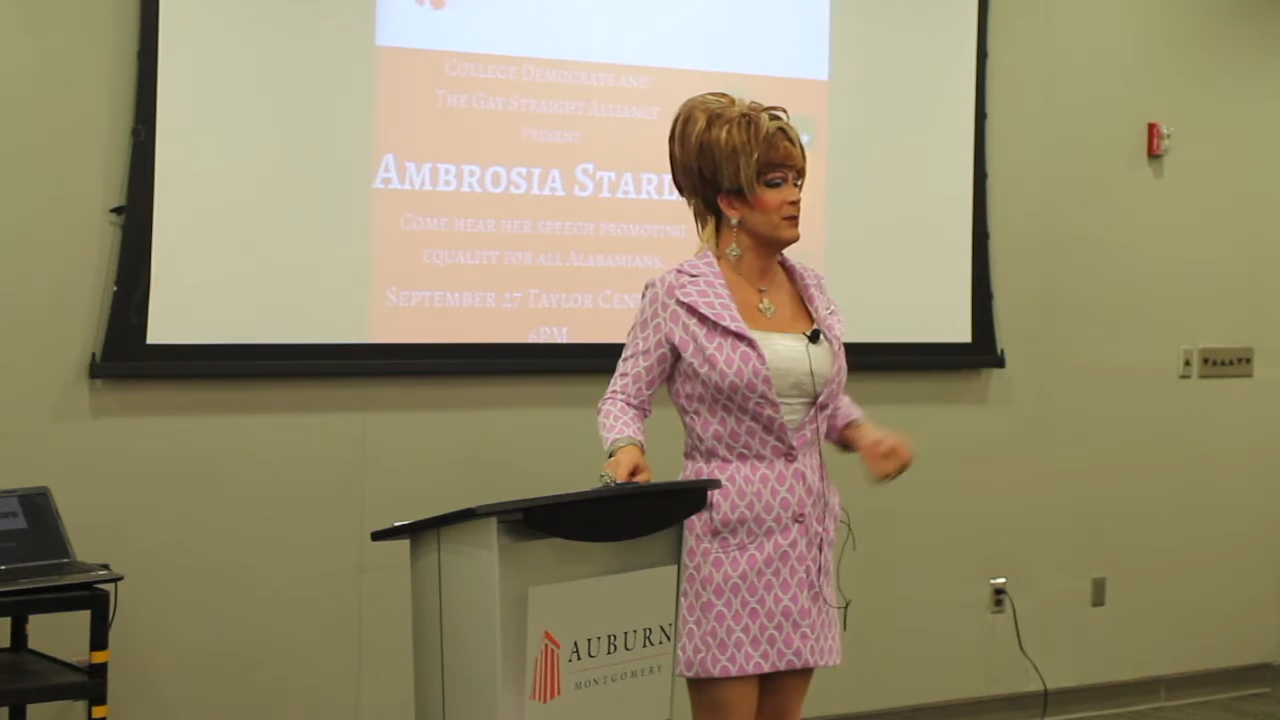 College Democrats and
The Gay Straight Alliance
present
Ambrosia Starl
Come hear her speech promoting
equality for all Alabamians.
September 27 Taylor Cen
6pm
AUBURN
MONTGOMERY